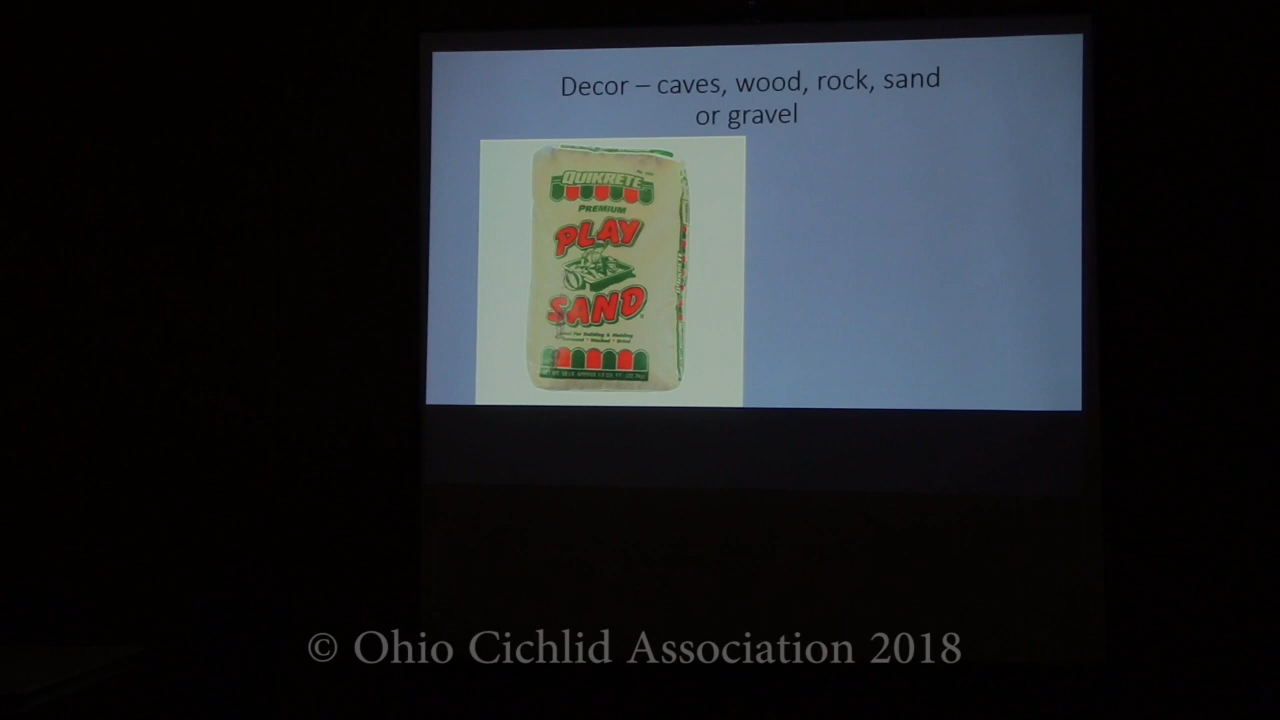 Decor – caves, wood, rock, sand
or gravel
QUIKRETE
PREMIUM
PLAY
SAND
© Ohio Cichlid Association 2018